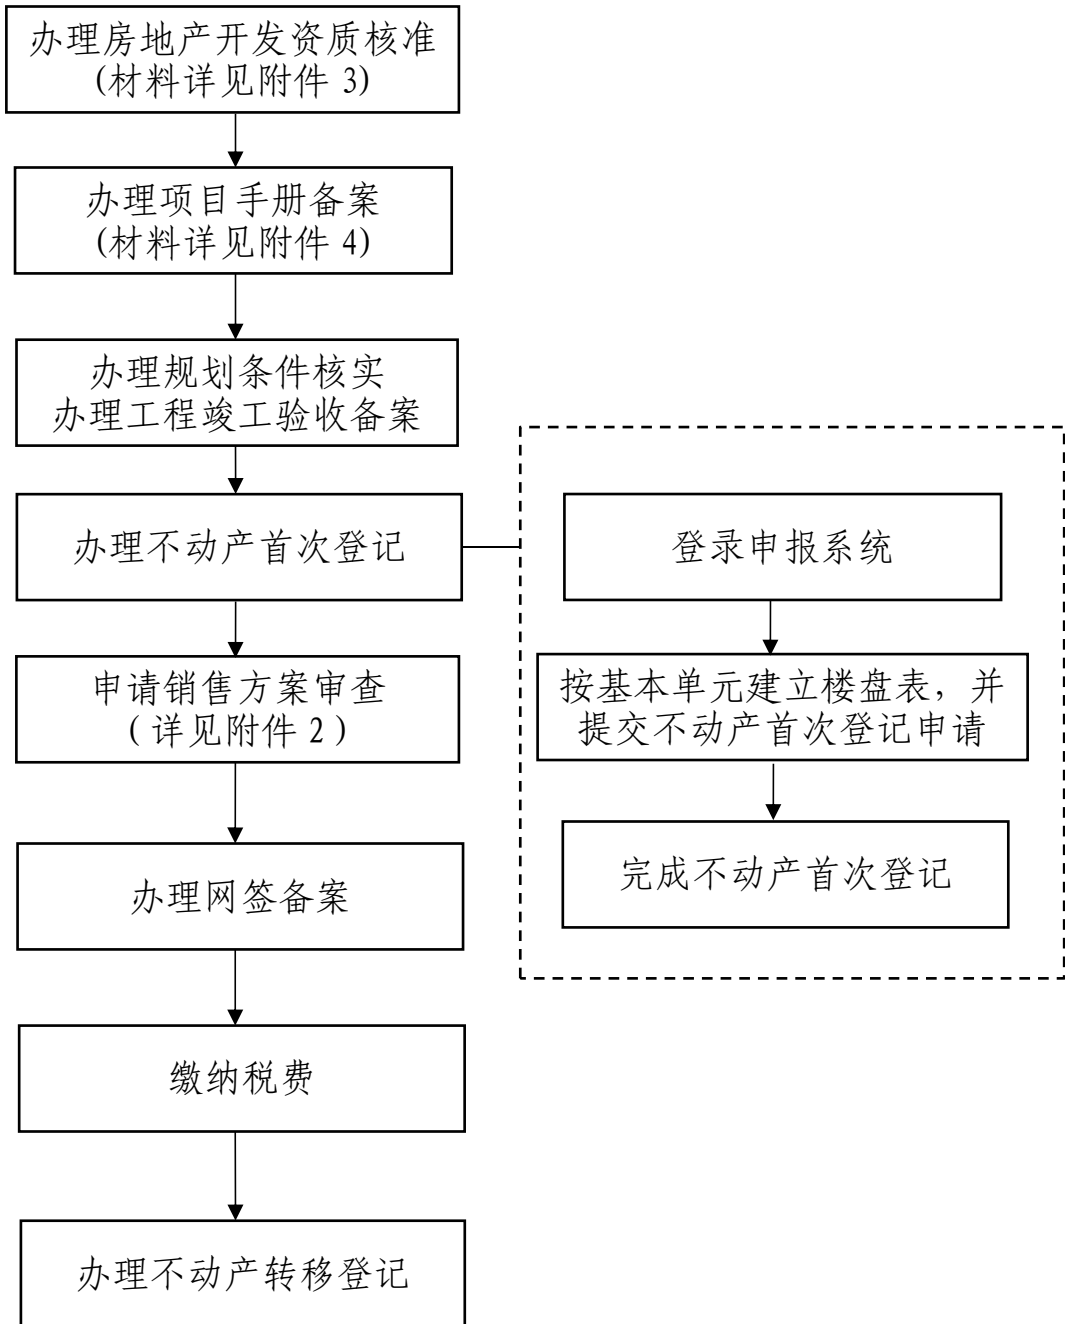 办理房地产开发资质核准
(材料详见附件 3)
办理项目手册备案
(材料详见附件 4)
办理规划条件核实
办理工程竣工验收备案
办理不动产首次登记
申请销售方案审查
(详见附件 2)
办理网签备案
缴纳税费
办理不动产转移登记
登录申报系统
按基本单元建立楼盘表，并
提交不动产首次登记申请
完成不动产首次登记